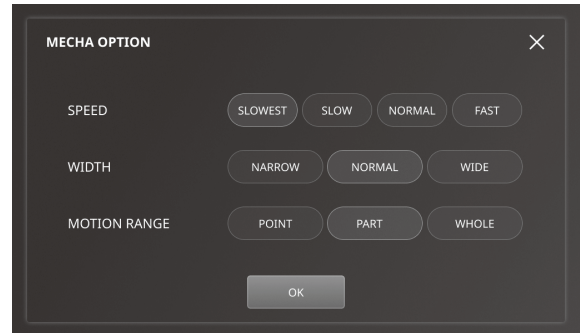 MECHA OPTION
SPEED SLOWEST SLOW NORMAL FAST
WIDTH NARROW NORMAL WIDE
MOTION RANGE POINT PART WHOLE
OK